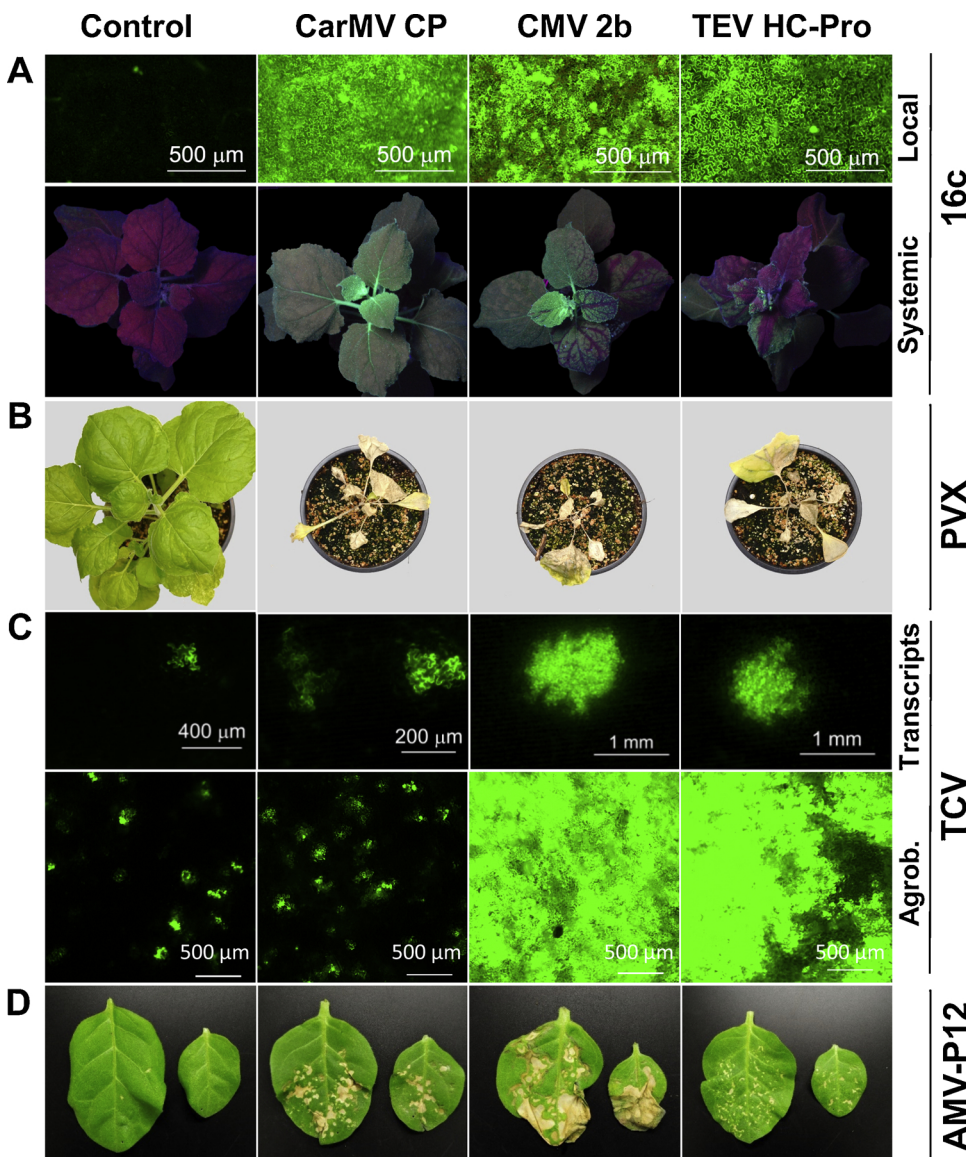 Control CarMV CP CMV 2b TEV HC-Pro
A
500 μm 500 μm 500 μm 500 μm
Local
Systemic
16c
B
PVX
C
400 μm 200 μm 1 mm 1 mm
Transcripts
500 μm 500 μm 500 μm 500 μm
Agrob.
TCV
D
AMV-P12